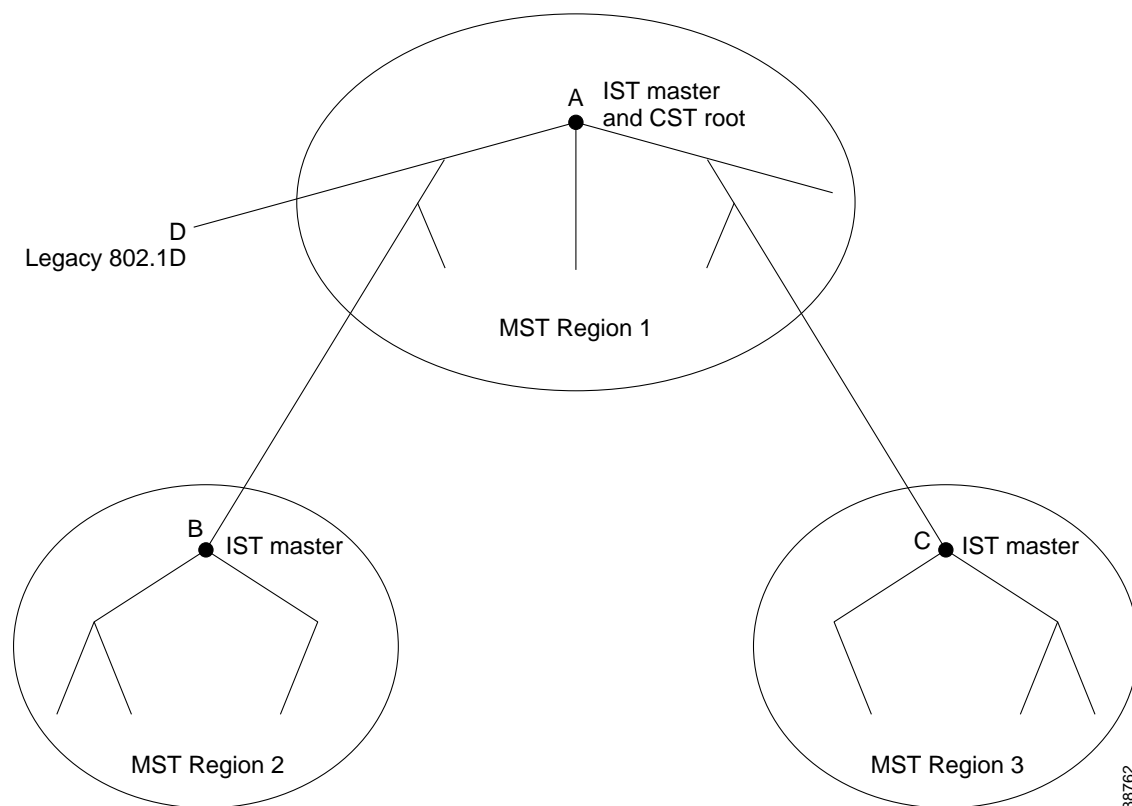 A
IST master
and CST root
D
Legacy 802.1D
MST Region 1
B
IST master
C
IST master
MST Region 2
MST Region 3